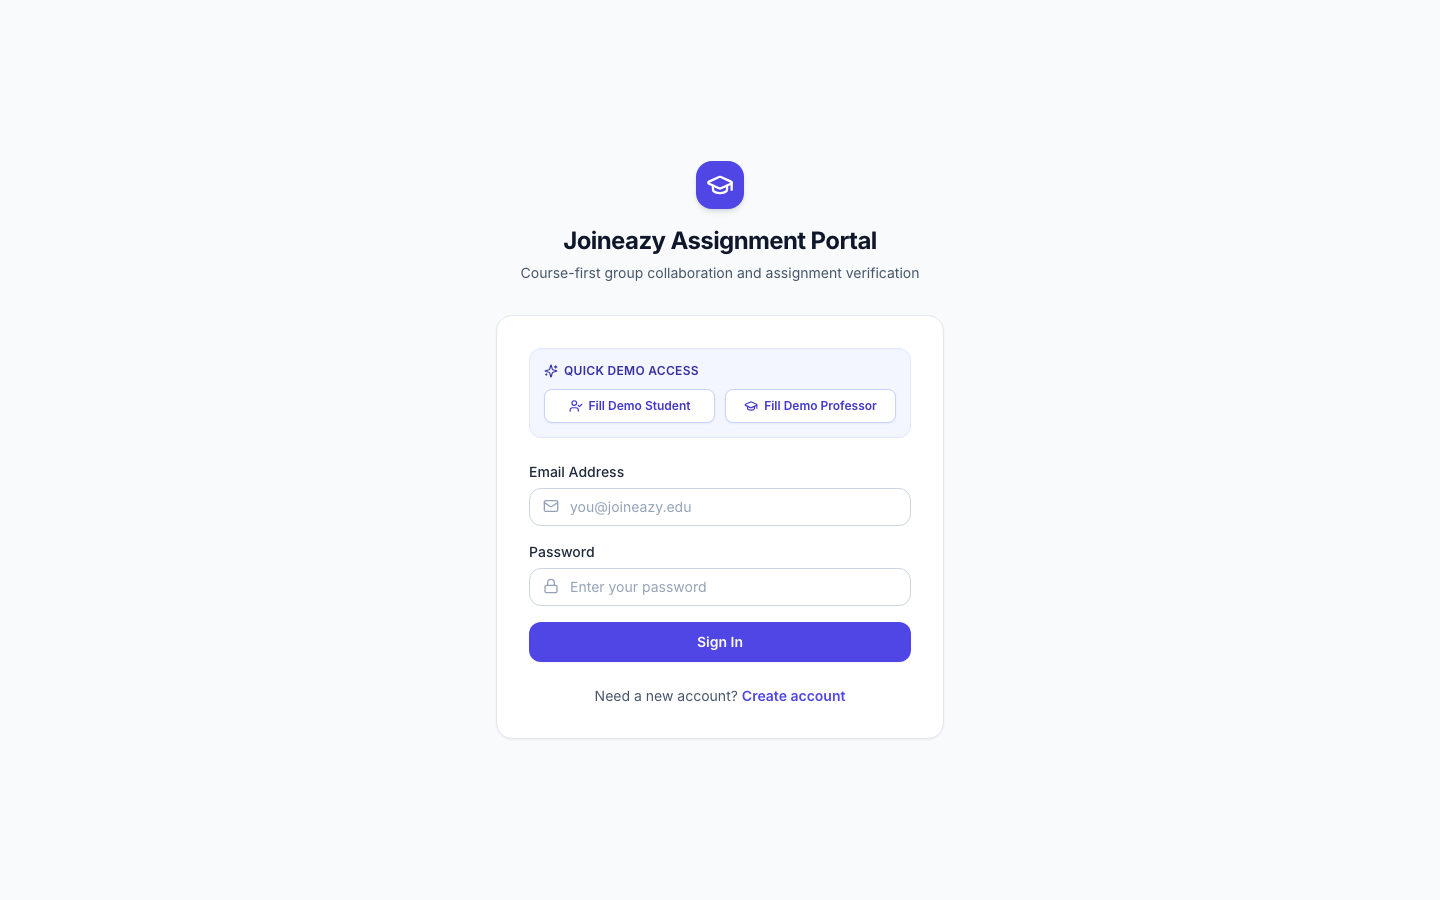 Joineazy Assignment Portal
Course-first group collaboration and assignment verification
QUICK DEMO ACCESS
Fill Demo Student
Fill Demo Professor
Email Address
you@joineazy.edu
Password
Enter your password
Sign In
Need a new account? Create account